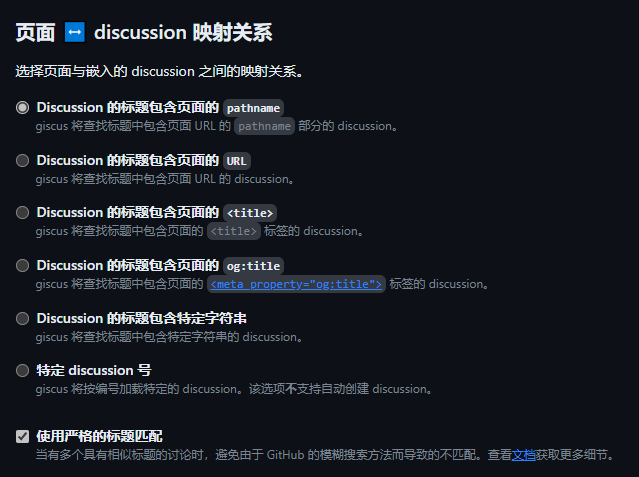 页面 ↔ discussion 映射关系
选择页面与嵌入的 discussion 之间的映射关系。
Discussion 的标题包含页面的 pathname
giscus 将查找标题中包含页面 URL 的 pathname 部分的 discussion。
Discussion 的标题包含页面的 URL
giscus 将查找标题中包含页面 URL 的 discussion。
Discussion 的标题包含页面的 <title>
giscus 将查找标题中包含页面的 <title> 标签的 discussion。
Discussion 的标题包含页面的 og:title
giscus 将查找标题中包含页面的 <meta property="og:title"> 标签的 discussion。
Discussion 的标题包含特定字符串
giscus 将查找标题中包含特定字符串的 discussion。
特定 discussion 号
giscus 将按编号加载特定的 discussion。该选项不支持自动创建 discussion。
使用严格的标题匹配
当有多个具有相似标题的讨论时，避免由于 GitHub 的模糊搜索方法而导致的不匹配。查看文档获取更多细节。